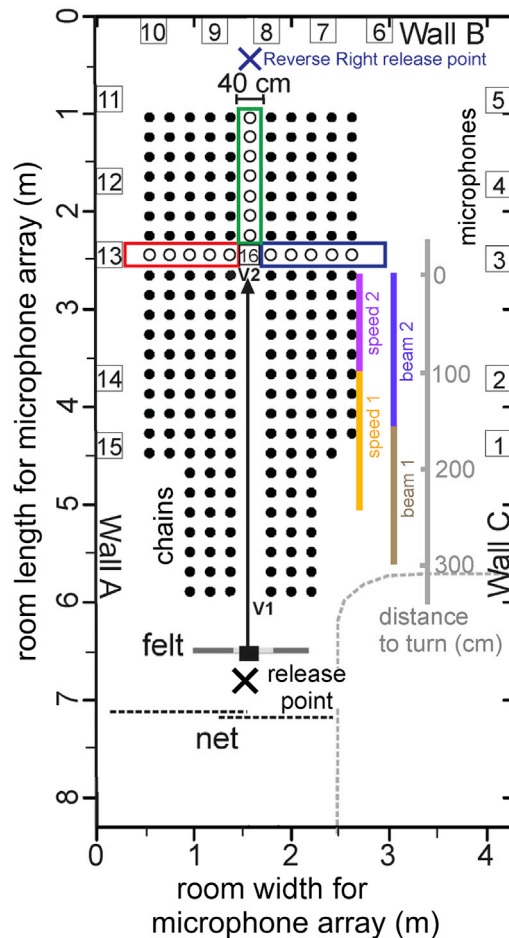 10 9 8 7 6 Wall B
Reverse Right release point
40 cm
11 5
12 4
13 16 3
V2
14 2
15 1
microphones
0
1
2
3
4
5
6
7
8
room length for microphone array (m)
speed 2
speed 1
beam 2
beam 1
0
100
200
300
distance
to turn (cm)
Wall A
chains
Wall C
V1
felt
release
point
net
0 1 2 3 4
room width for
microphone array (m)